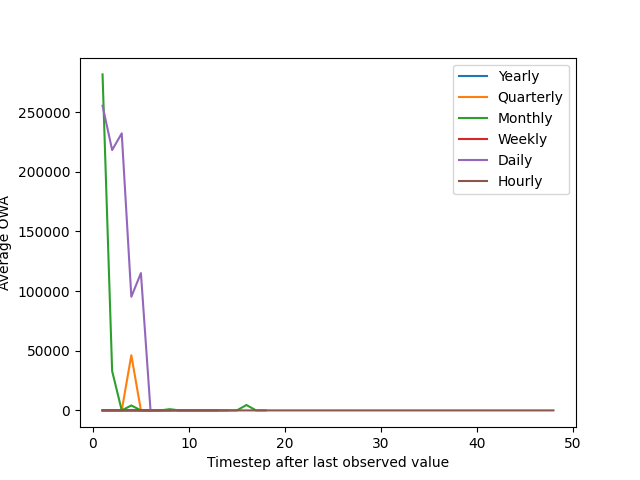 Yearly
Quarterly
Monthly
Weekly
Daily
Hourly
250000
200000
150000
100000
50000
0
Average OWA
0 10 20 30 40 50
Timestep after last observed value